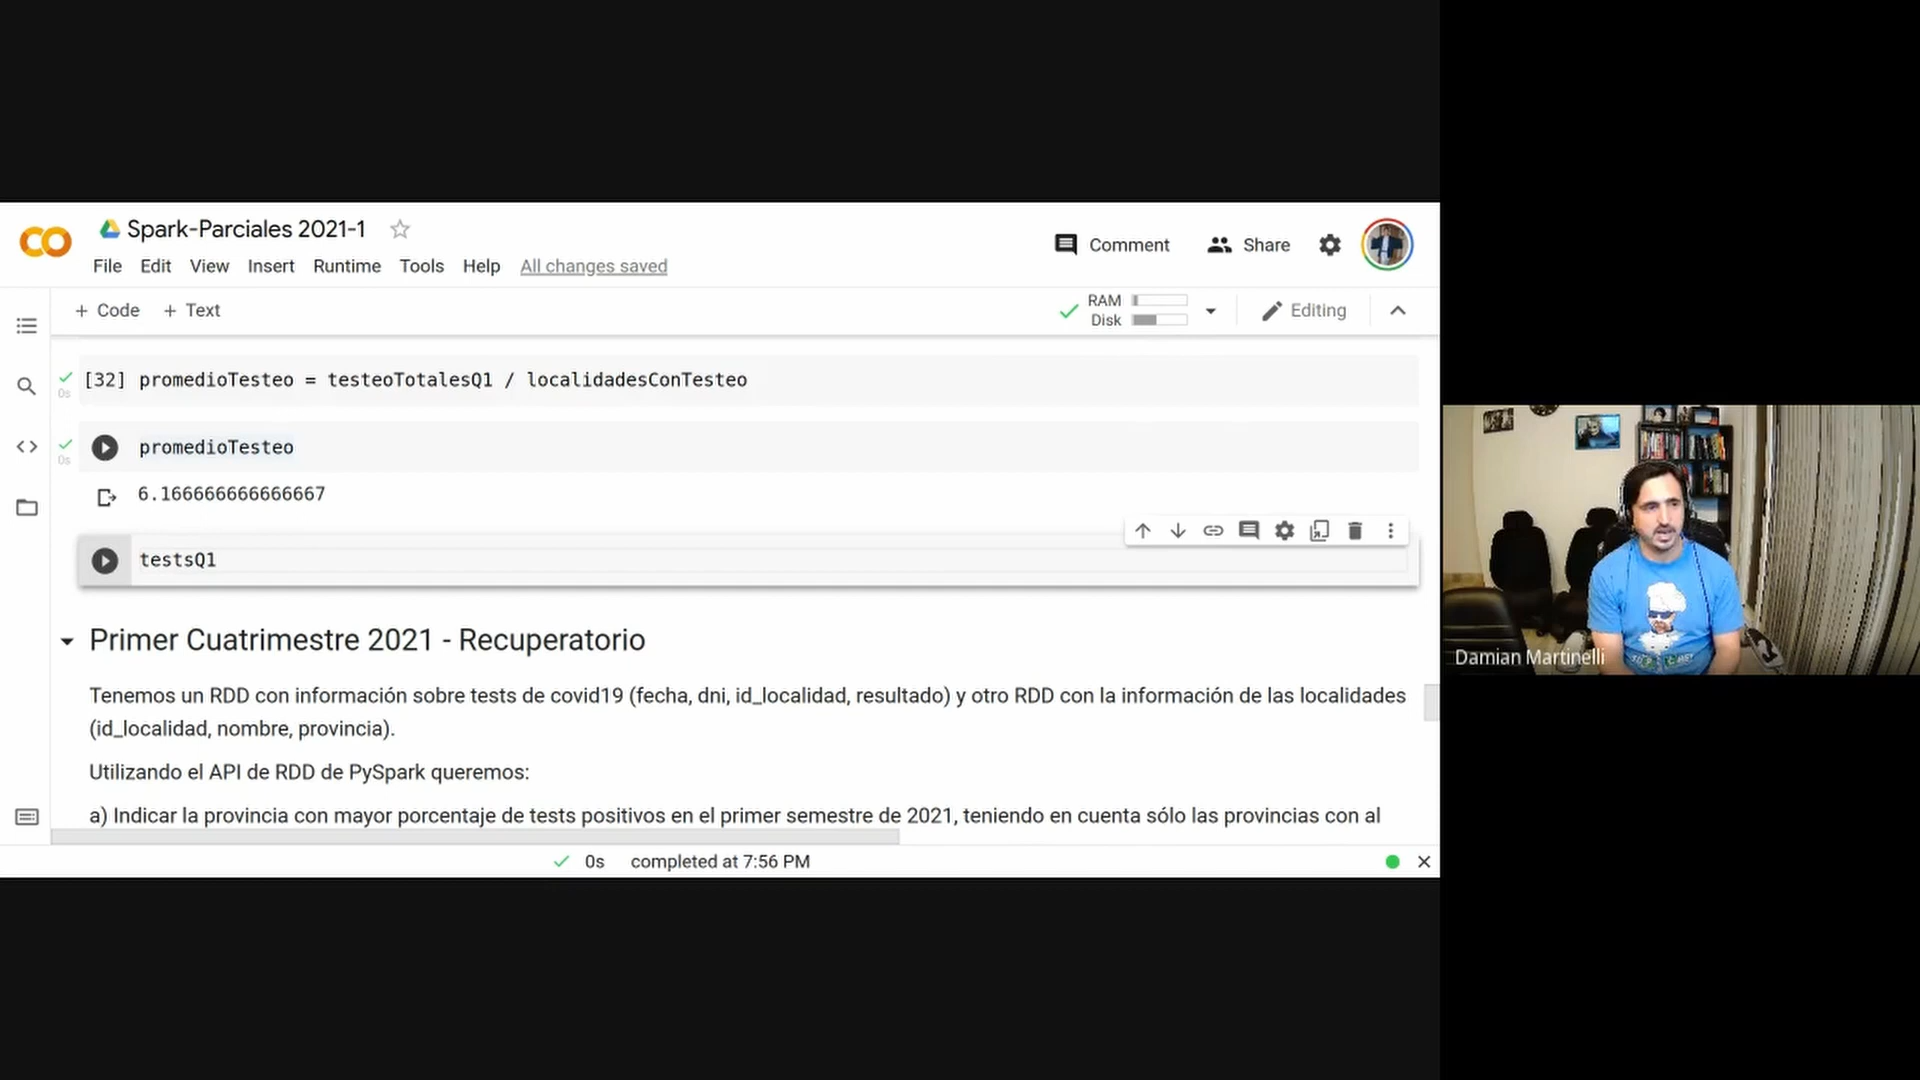 Spark-Parciales 2021-1
Comment
Share
File Edit View Insert Runtime Tools Help All changes saved
+ Code + Text
RAM
Disk
Editing
[32] promedioTesteo = testeoTotalesQ1 / localidadesConTesteo
0s
promedioTesteo
0s
6.166666666666667
testsQ1
Primer Cuatrimestre 2021 - Recuperatorio
Tenemos un RDD con información sobre tests de covid19 (fecha, dni, id_localidad, resultado) y otro RDD con la información de las localidades
(id_localidad, nombre, provincia).
Utilizando el API de RDD de PySpark queremos:
a) Indicar la provincia con mayor porcentaje de tests positivos en el primer semestre de 2021, teniendo en cuenta sólo las provincias con al
0s completed at 7:56 PM
Damian Martinelli